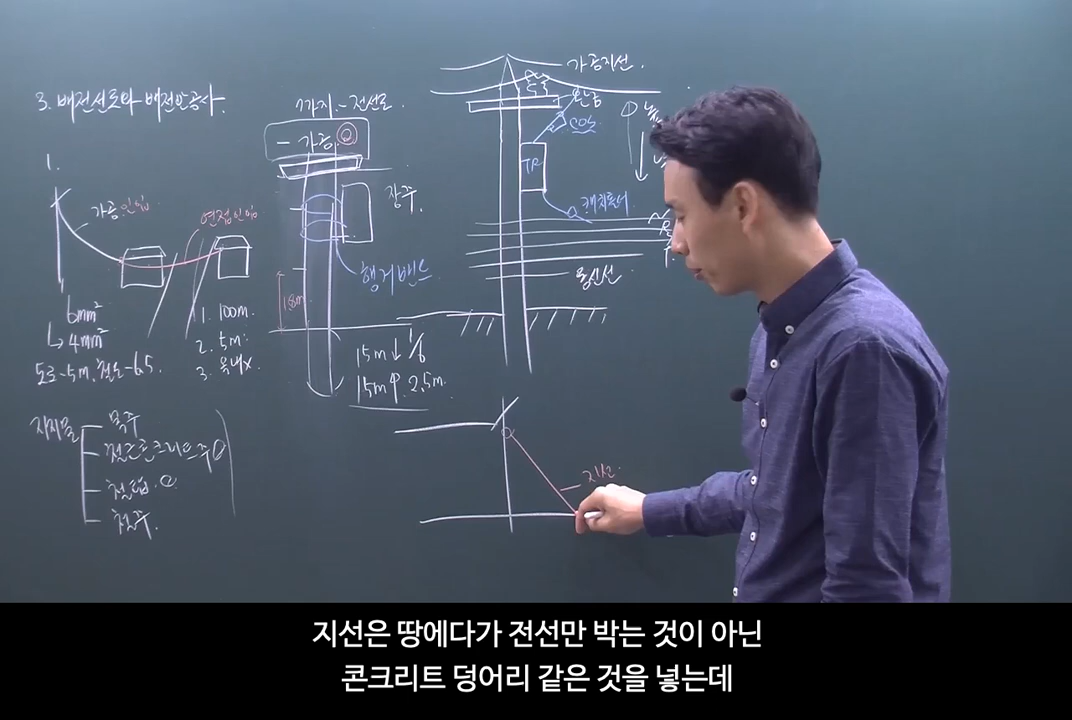 3. 배전선로와 배전반공사.
1.
가공인입
연접인입
6mm²
↳ 4mm²
도로-5m, 철도-6.5
1. 100m.
2. 5m.
3. 옥내x
지지물
목주
철근콘크리트주
철탑.
철주.
전선로.
- 가공
장주.
행거밴드
1.8m
15m↓ 1/6
15m↑ 2.5m.
가공지선.
완금
COS
TR
캐치홀더
통신선
지선.
지선은 땅에다가 전선만 박는 것이 아닌
콘크리트 덩어리 같은 것을 넣는데